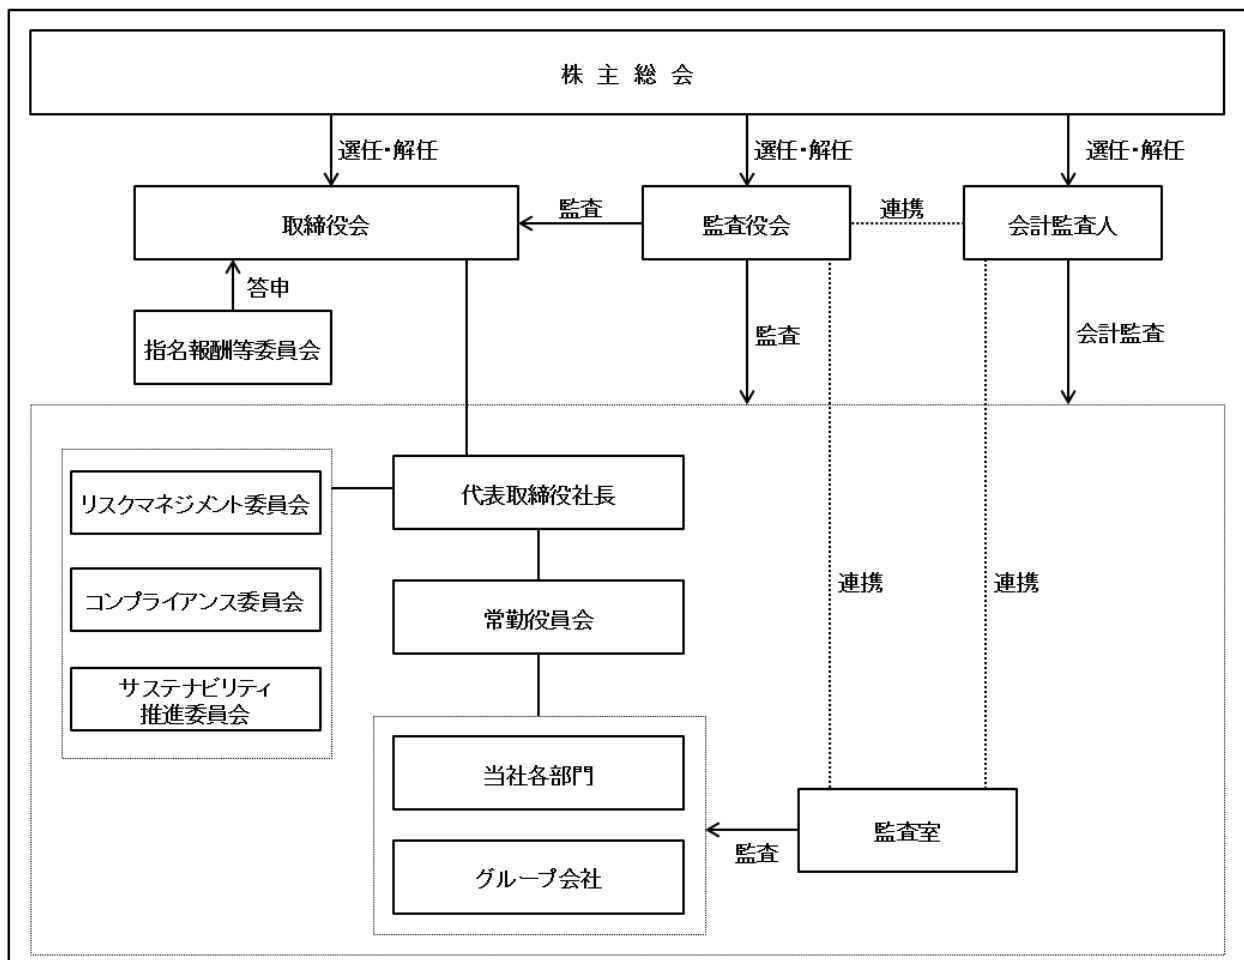 株主総会
選任・解任
選任・解任
選任・解任
取締役会
監査
監査役会
連携
会計監査人
答申
指名報酬等委員会
監査
会計監査
リスクマネジメント委員会
代表取締役社長
コンプライアンス委員会
常勤役員会
連携
連携
サステナビリティ
推進委員会
当社各部門
監査
監査室
グループ会社